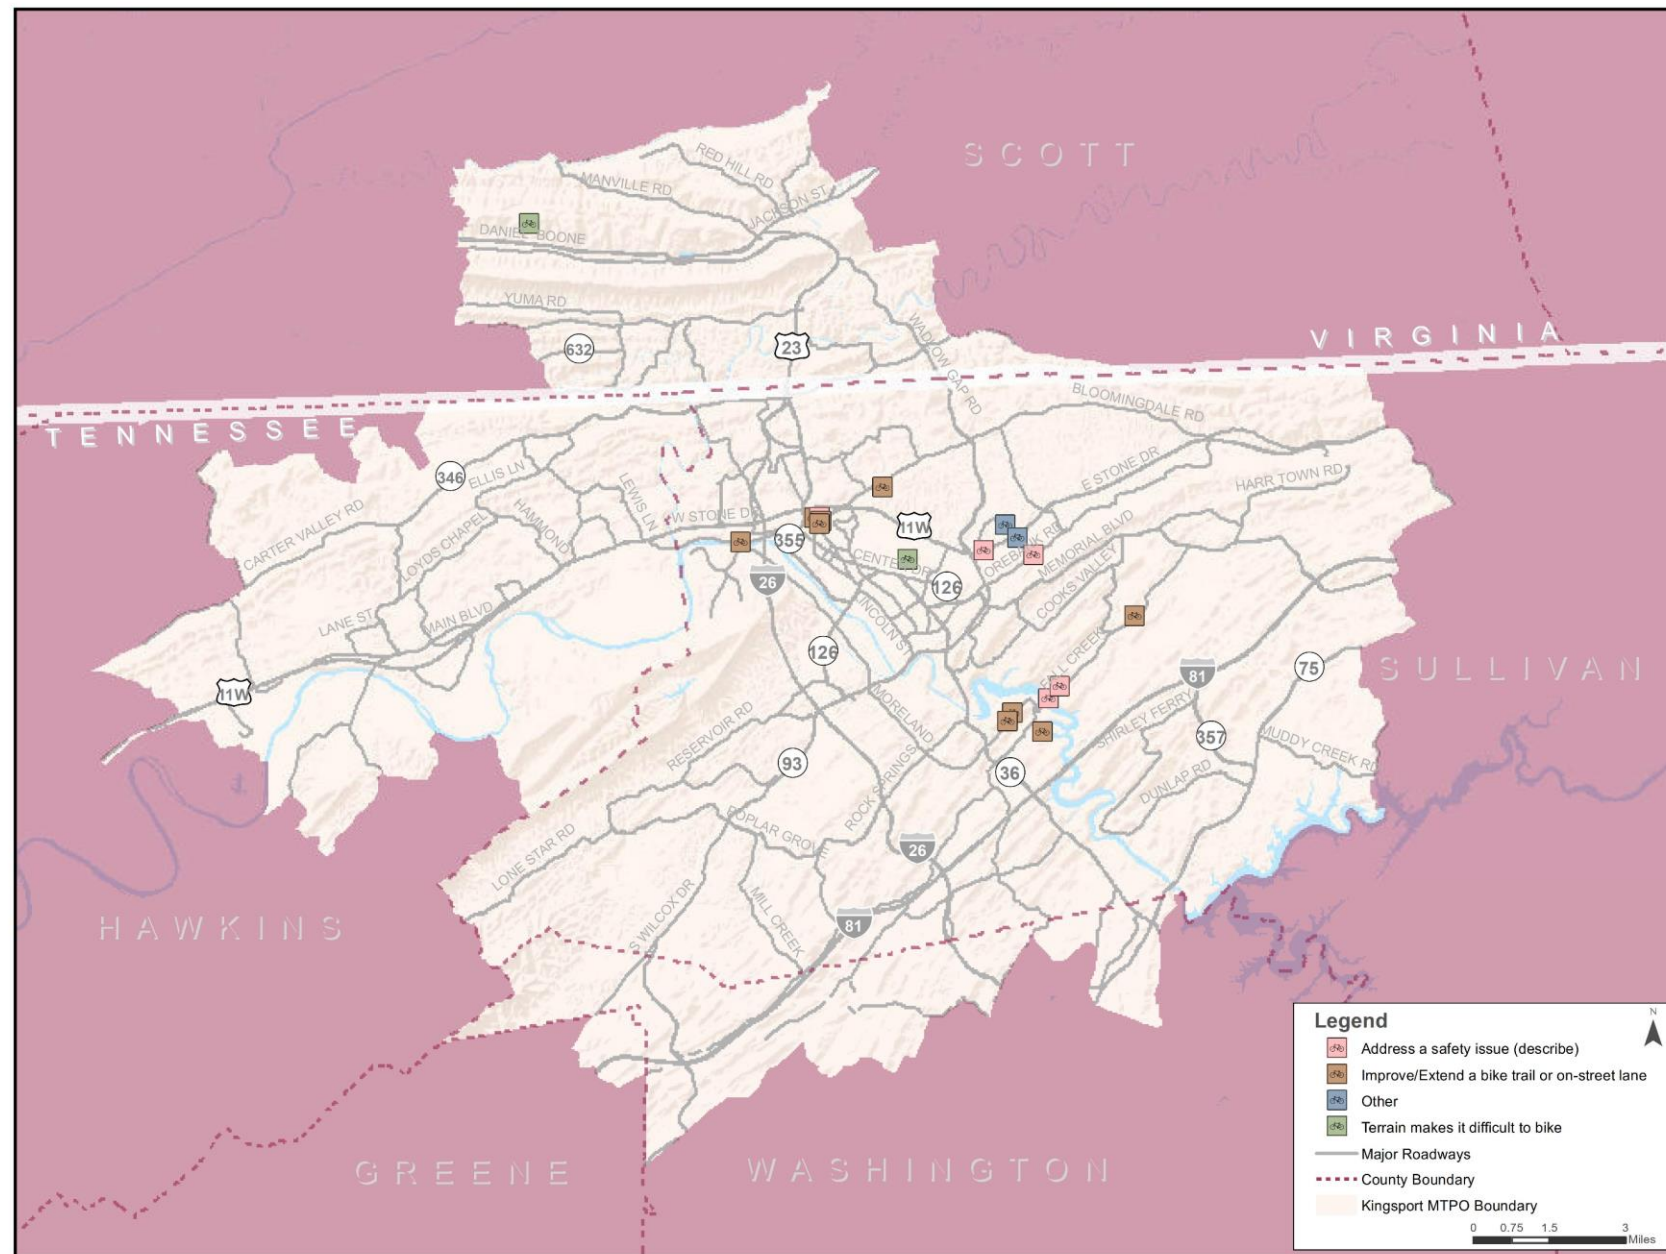 SCOTT
RED HILL RD
MANVILLE RD
JACKSON ST
DANIEL BOONE
YUMA RD
632
23
WADLOW GAP RD
VIRGINIA
TENNESSEE
BLOOMINGDALE RD
346
ELLIS LN
LEWIS LN
E STONE DR
HARR TOWN RD
CARTER VALLEY RD
LOYDS CHAPEL
HAMMOND
W STONE DR
355
11W
CENTER DR
OREBANK RD
MEMORIAL BLVD
COOKS VALLEY
26
126
LANE ST
MAIN BLVD
LINCOLN ST
126
FALL CREEK
11W
81
75
SULLIVAN
RESERVOIR RD
MORELAND
SHIRLEY FERRY
357
MUDDY CREEK RD
93
ROCK SPRINGS
36
DUNLAP RD
POPLAR GROVE
LONE STAR RD
26
S WILCOX DR
MILL CREEK
81
HAWKINS
GREENE
WASHINGTON
Legend
N
Address a safety issue (describe)
Improve/Extend a bike trail or on-street lane
Other
Terrain makes it difficult to bike
Major Roadways
County Boundary
Kingsport MTPO Boundary
0 0.75 1.5 3
Miles